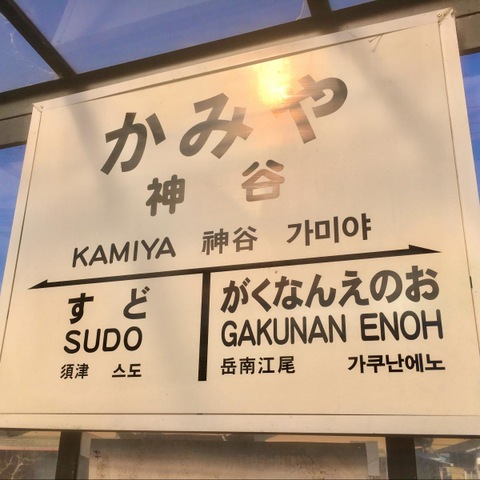 かみや
神谷
KAMIYA 神谷 가미야
すど
SUDO
須津 스도
がくなんえのお
GAKUNAN ENOH
岳南江尾 가쿠난에노